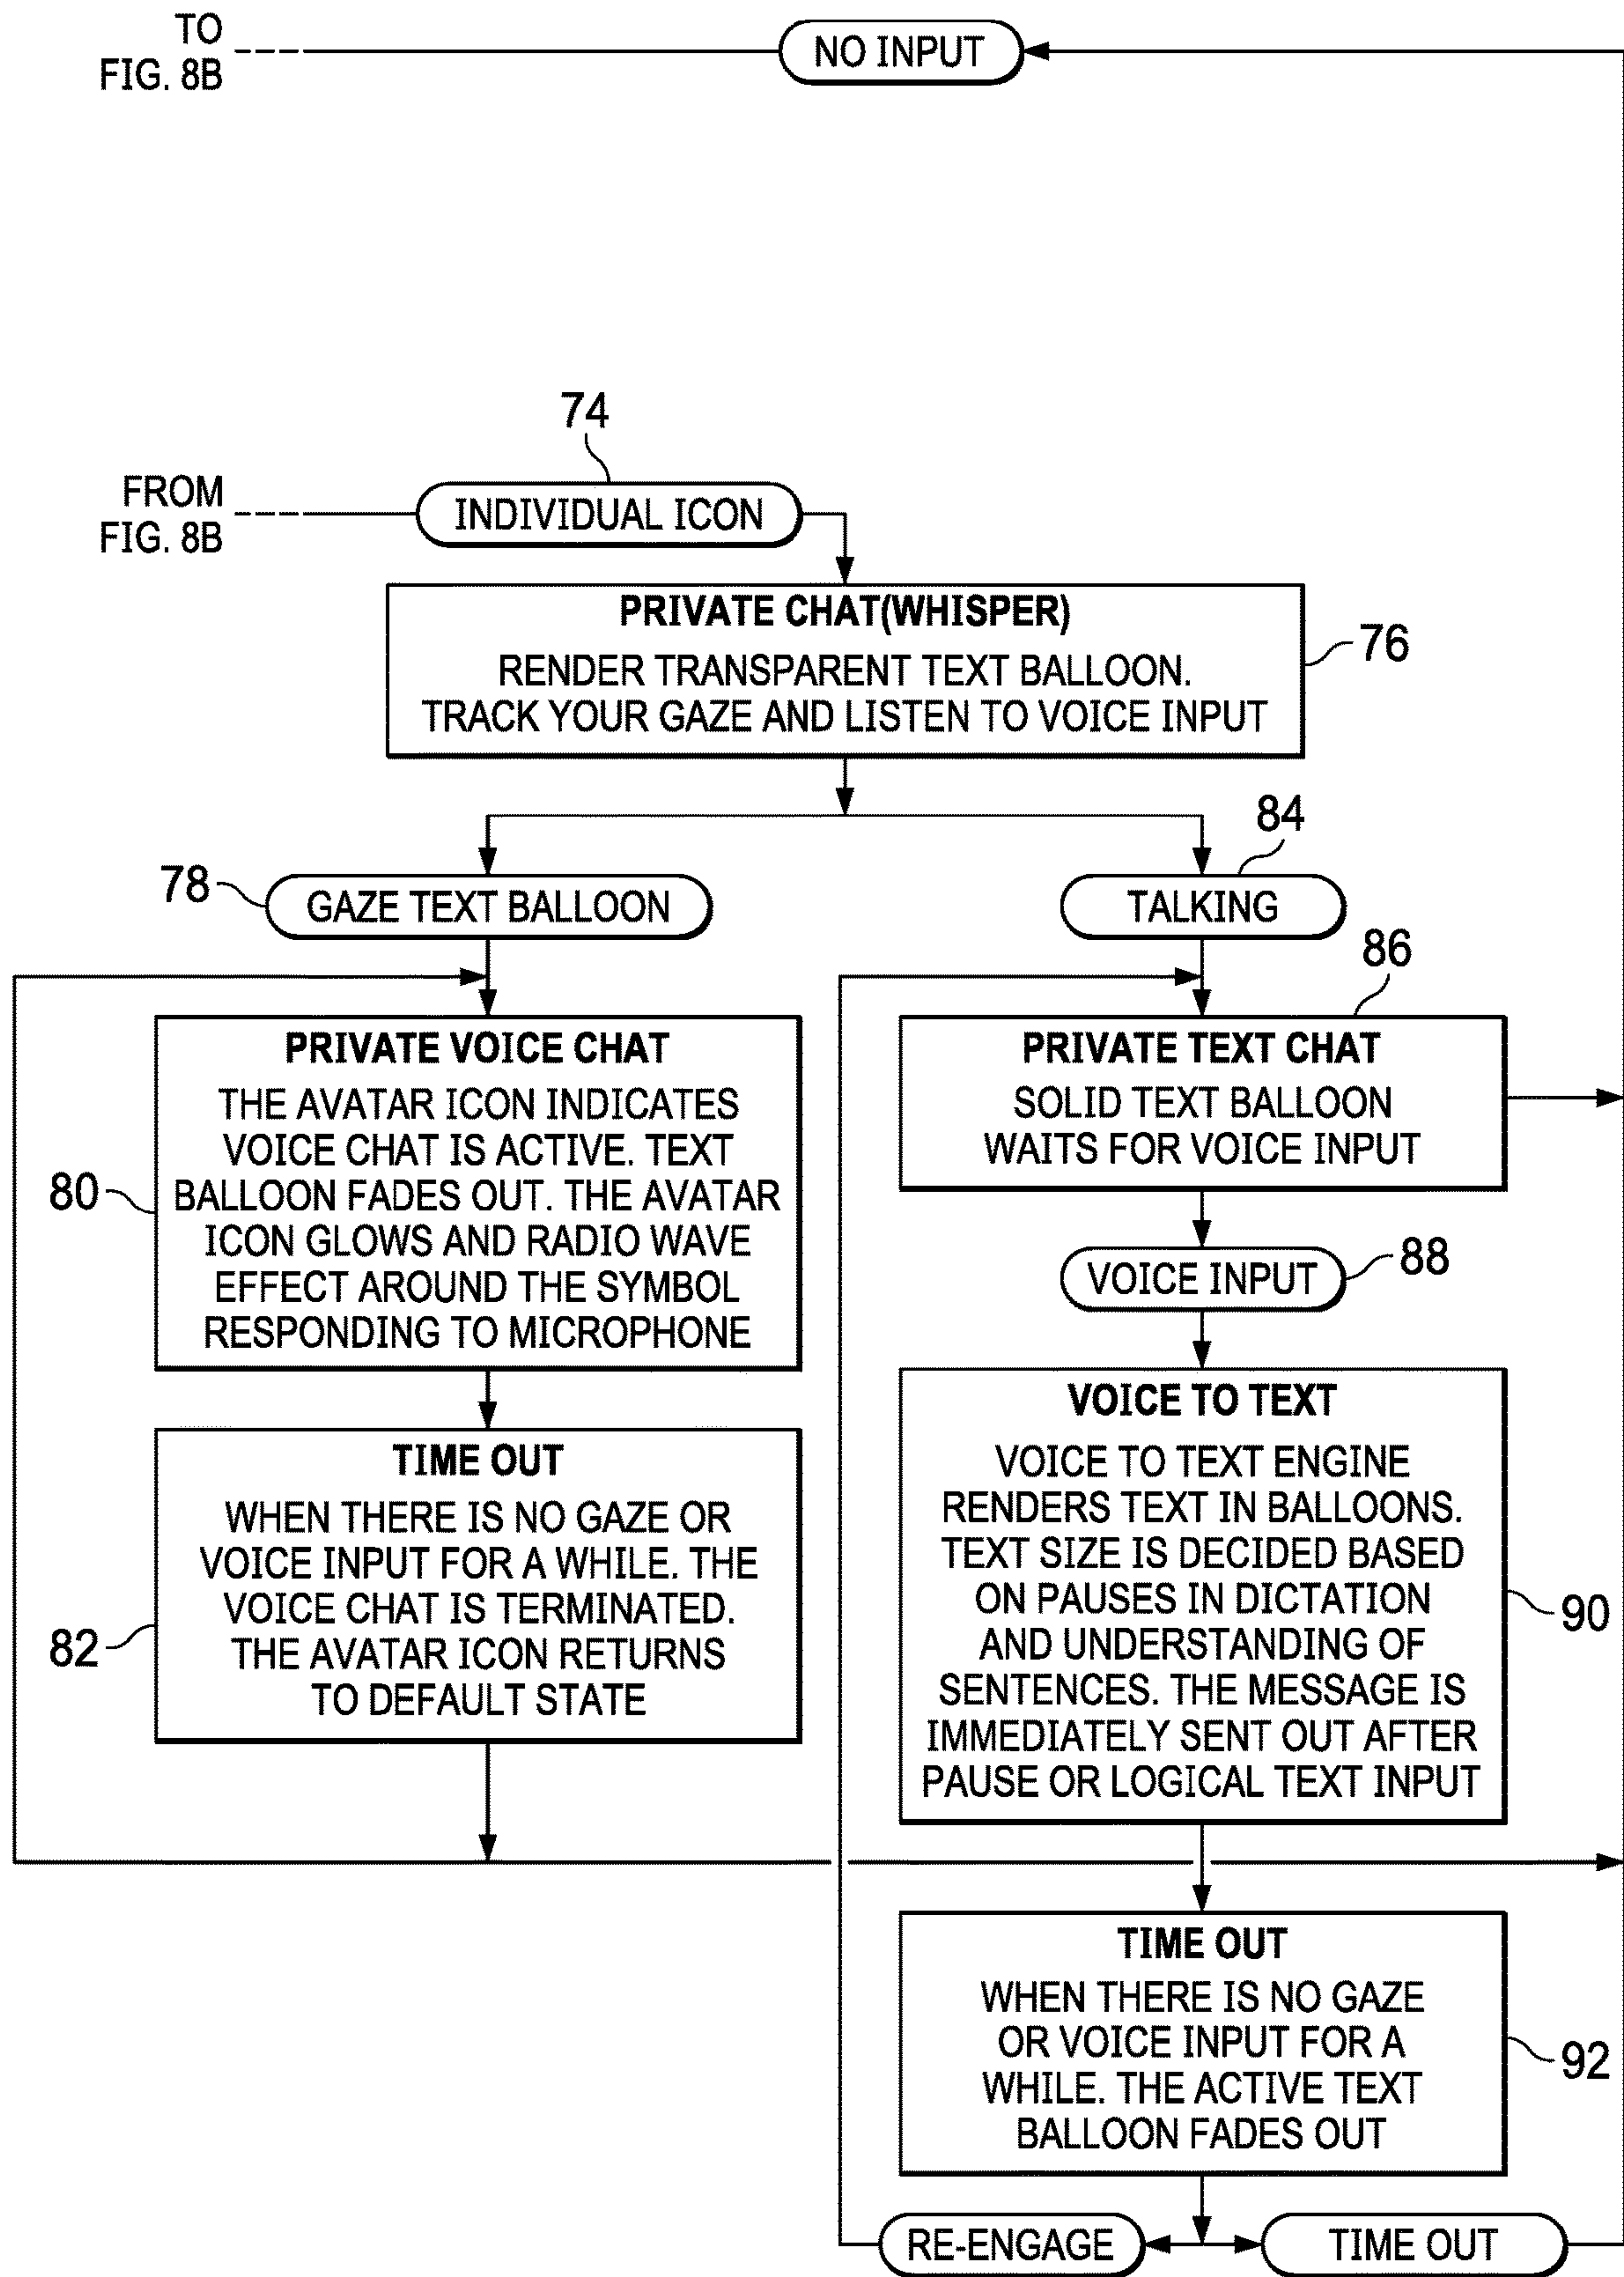 TO
FIG. 8B
NO INPUT
74
FROM
FIG. 8B
INDIVIDUAL ICON
PRIVATE CHAT(WHISPER)
RENDER TRANSPARENT TEXT BALLOON.
TRACK YOUR GAZE AND LISTEN TO VOICE INPUT
76
78
GAZE TEXT BALLOON
84
TALKING
80
PRIVATE VOICE CHAT
THE AVATAR ICON INDICATES
VOICE CHAT IS ACTIVE. TEXT
BALLOON FADES OUT. THE AVATAR
ICON GLOWS AND RADIO WAVE
EFFECT AROUND THE SYMBOL
RESPONDING TO MICROPHONE
82
TIME OUT
WHEN THERE IS NO GAZE OR
VOICE INPUT FOR A WHILE. THE
VOICE CHAT IS TERMINATED.
THE AVATAR ICON RETURNS
TO DEFAULT STATE
86
PRIVATE TEXT CHAT
SOLID TEXT BALLOON
WAITS FOR VOICE INPUT
VOICE INPUT
88
VOICE TO TEXT
VOICE TO TEXT ENGINE
RENDERS TEXT IN BALLOONS.
TEXT SIZE IS DECIDED BASED
ON PAUSES IN DICTATION
AND UNDERSTANDING OF
SENTENCES. THE MESSAGE IS
IMMEDIATELY SENT OUT AFTER
PAUSE OR LOGICAL TEXT INPUT
90
TIME OUT
WHEN THERE IS NO GAZE
OR VOICE INPUT FOR A
WHILE. THE ACTIVE TEXT
BALLOON FADES OUT
92
RE-ENGAGE
TIME OUT